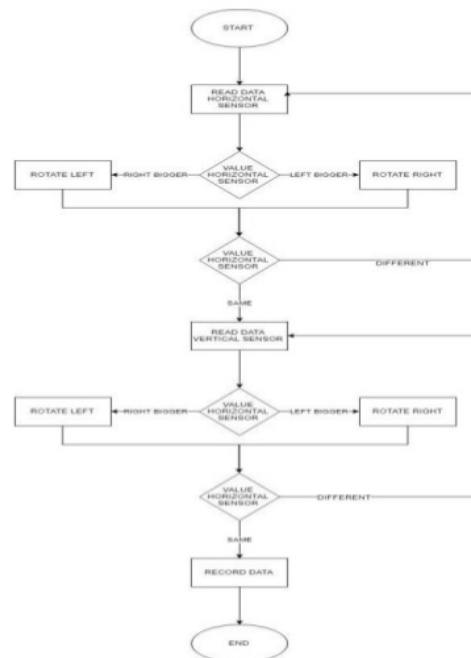 START
READ DATA
HORIZONTAL
SENSOR
VALUE
HORIZONTAL
SENSOR
ROTATE LEFT
RIGHT BIGGER
LEFT BIGGER
ROTATE RIGHT
VALUE
HORIZONTAL
SENSOR
DIFFERENT
SAME
READ DATA
VERTICAL SENSOR
VALUE
HORIZONTAL
SENSOR
ROTATE LEFT
RIGHT BIGGER
LEFT BIGGER
ROTATE RIGHT
VALUE
HORIZONTAL
SENSOR
DIFFERENT
SAME
RECORD DATA
END